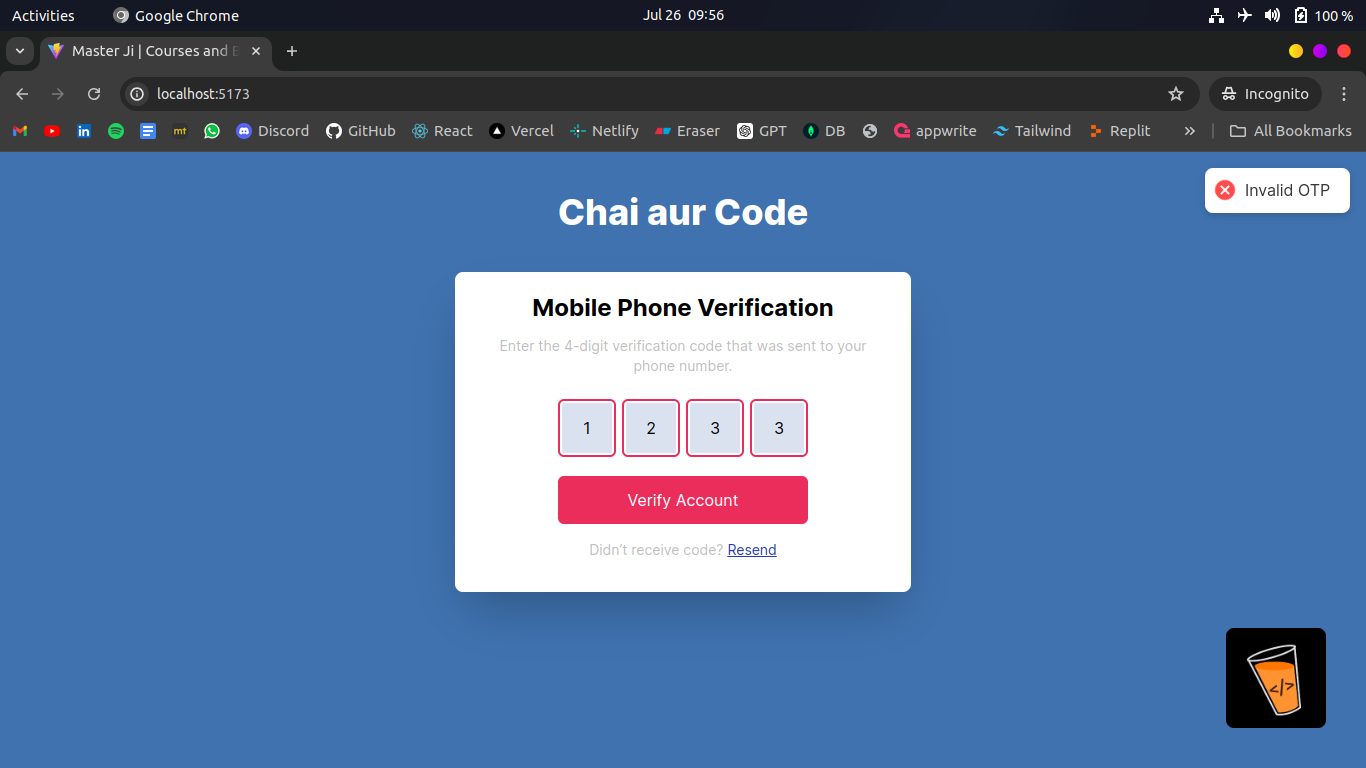 Activities Google Chrome Jul 26 09:56 100 %
Master Ji | Courses and E
localhost:5173 Incognito
mt Discord GitHub React Vercel Netlify Eraser GPT DB appwrite Tailwind Replit » All Bookmarks
Invalid OTP
Chai aur Code
Mobile Phone Verification
Enter the 4-digit verification code that was sent to your
phone number.
1 2 3 3
Verify Account
Didn't receive code? Resend
</>